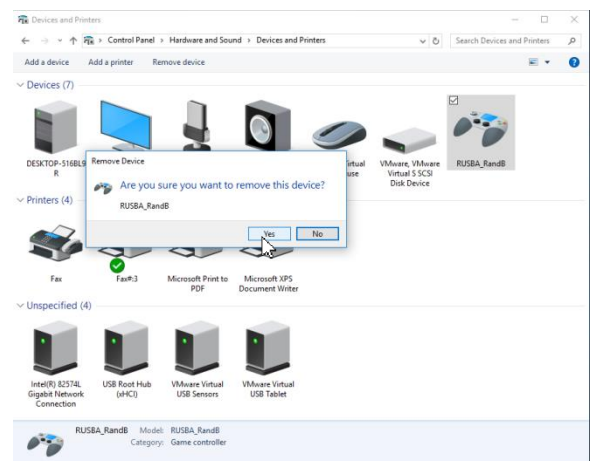 Devices and Printers
Control Panel > Hardware and Sound > Devices and Printers
Search Devices and Printers
Add a device Add a printer Remove device
Devices (7)
DESKTOP-516BL9
R
VMware, VMware
Virtual S SCSI
Disk Device
RUSBA_RandB
Remove Device
Are you sure you want to remove this device?
RUSBA_RandB
Yes No
Printers (4)
Fax
Fax#:3
Microsoft Print to
PDF
Microsoft XPS
Document Writer
Unspecified (4)
Intel(R) 82574L
Gigabit Network
Connection
USB Root Hub
(xHCI)
VMware Virtual
USB Sensors
VMware Virtual
USB Tablet
RUSBA_RandB Model: RUSBA_RandB
Category: Game controller